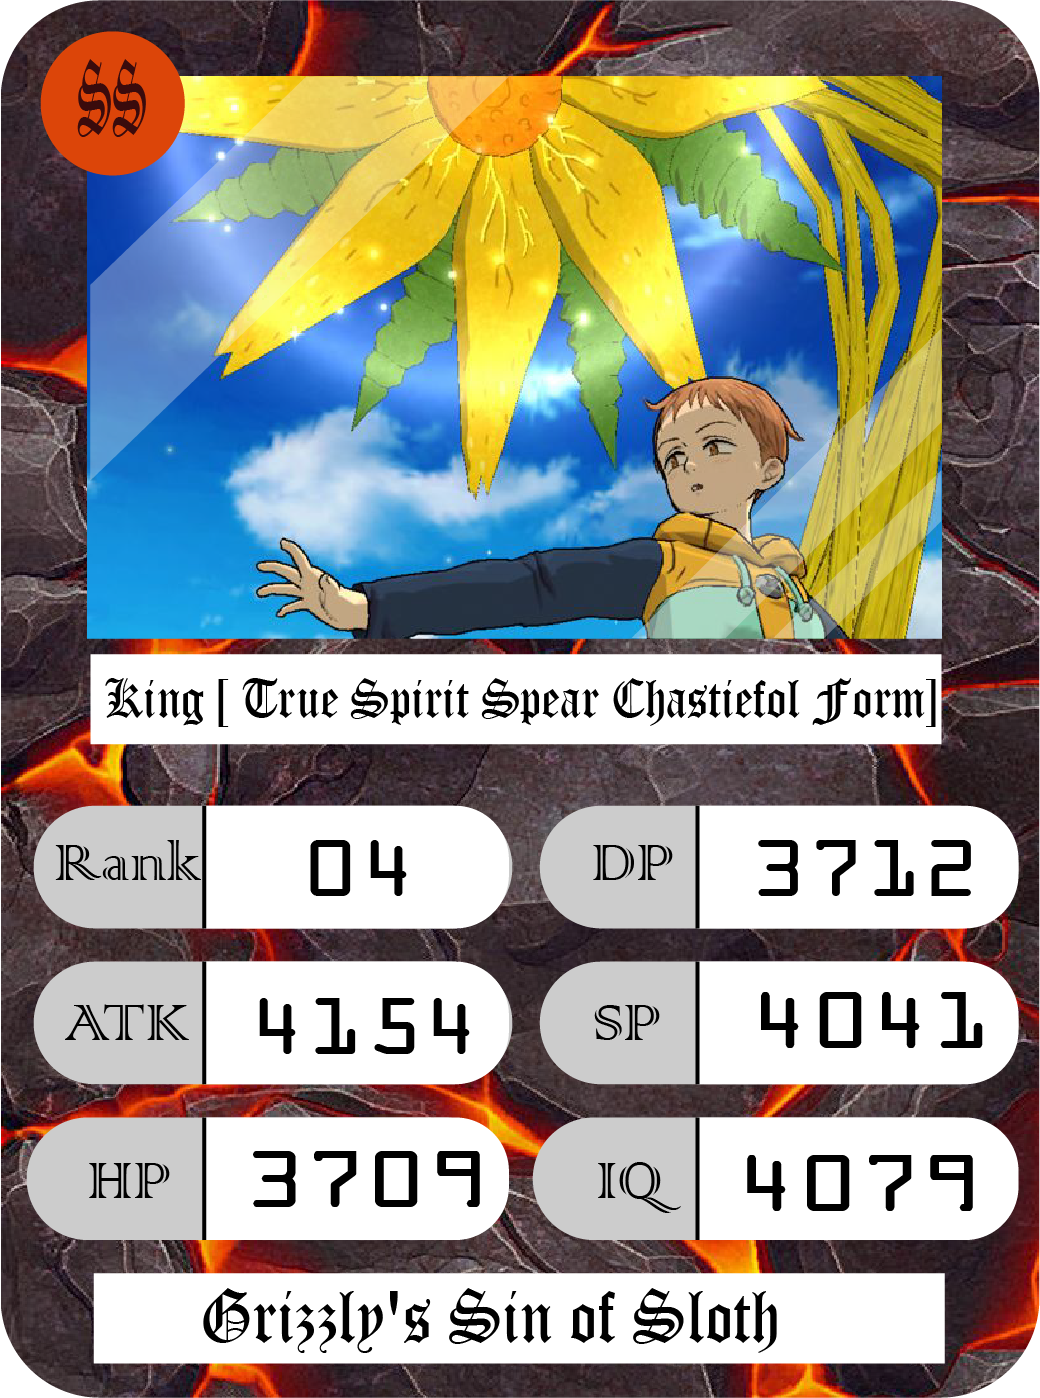 SS
King [ True Spirit Spear Chastiefol Form]
Rank 04 DP 3712
ATK 4154 SP 4041
HP 3709 IQ 4079
Grizzly's Sin of Sloth